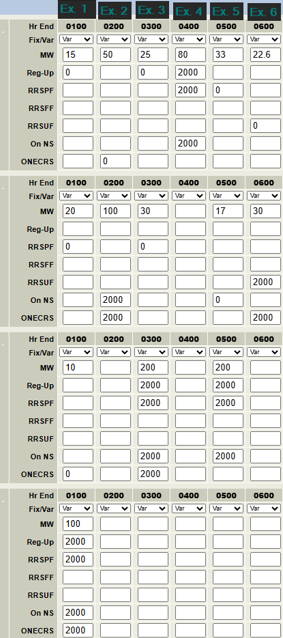 Ex. 1 Ex. 2 Ex. 3 Ex. 4 Ex. 5 Ex. 6
Hr End 0100 0200 0300 0400 0500 0600
Fix/Var Var Var Var Var Var Var
MW 15 50 25 80 33 22.6
Reg-Up 0 0 2000
RRSPF 2000 0
RRSFF
RRSUF 0
On NS 2000
ONECRS 0
Hr End 0100 0200 0300 0400 0500 0600
Fix/Var Var Var Var Var Var Var
MW 20 100 30 17 30
Reg-Up
RRSPF 0 0
RRSFF
RRSUF 2000
On NS 2000 0
ONECRS 2000 2000
Hr End 0100 0200 0300 0400 0500 0600
Fix/Var Var Var Var Var Var Var
MW 10 200 200
Reg-Up 2000 2000
RRSPF 2000 2000
RRSFF
RRSUF
On NS 2000 2000
ONECRS 0 2000
Hr End 0100 0200 0300 0400 0500 0600
Fix/Var Var Var Var Var Var Var
MW 100
Reg-Up 2000
RRSPF 2000
RRSFF
RRSUF
On NS 2000
ONECRS 2000